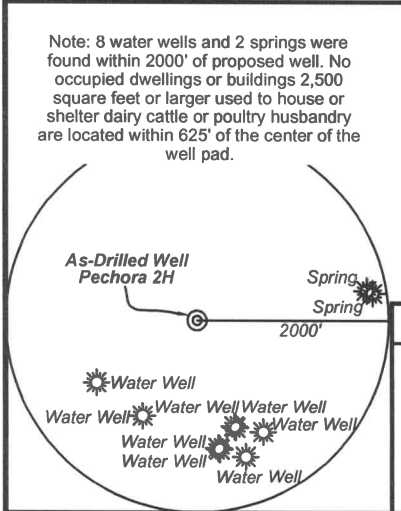 Note: 8 water wells and 2 springs were
found within 2000' of proposed well. No
occupied dwellings or buildings 2,500
square feet or larger used to house or
shelter dairy cattle or poultry husbandry
are located within 625' of the center of the
well pad.
As-Drilled Well
Pechora 2H
Spring
Spring
2000'
Water Well
Water Well
Water Well
Water Well
Water Well
Water Well
Water Well
Water Well